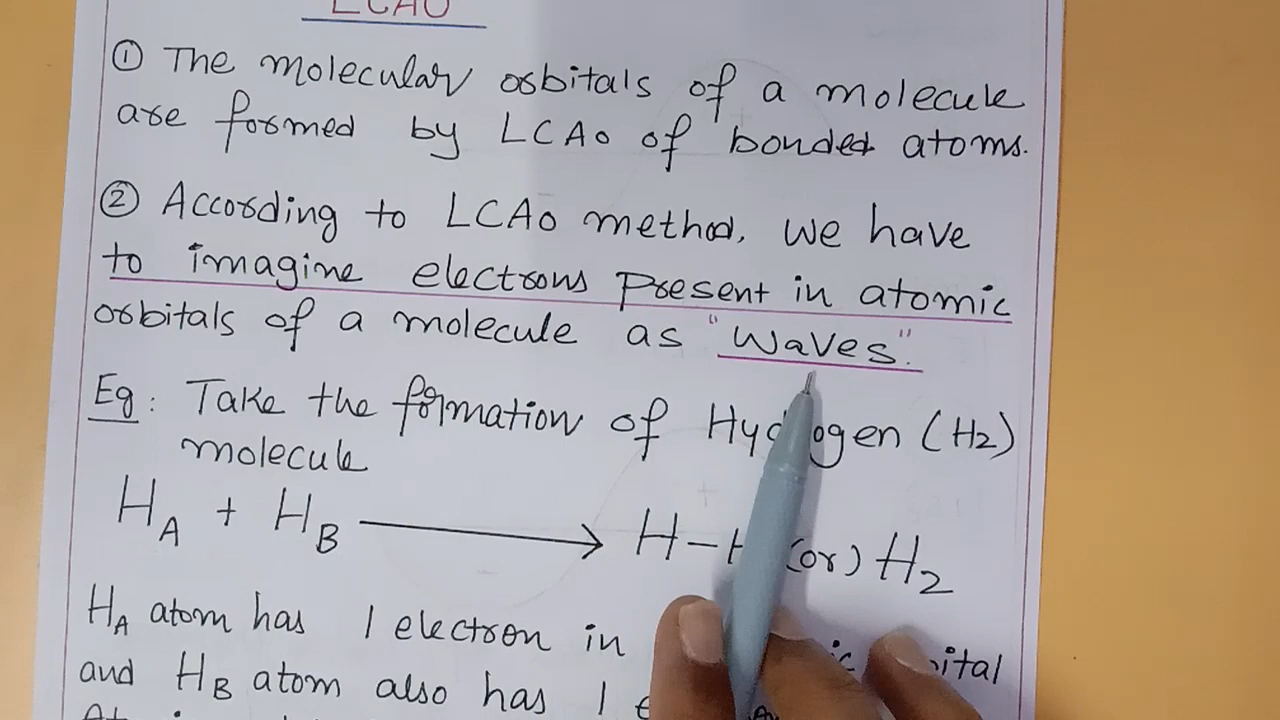 LCAO
① The molecular orbitals of a molecule
are formed by LCAO of bonded atoms.
② According to LCAO method, we have
to imagine electrons present in atomic
orbitals of a molecule as "Waves".
Eg: Take the formation of Hydrogen (H2)
molecule
HA + HB ⟶ H-H (or) H2
HA atom has 1 electron in
and HB atom also has 1